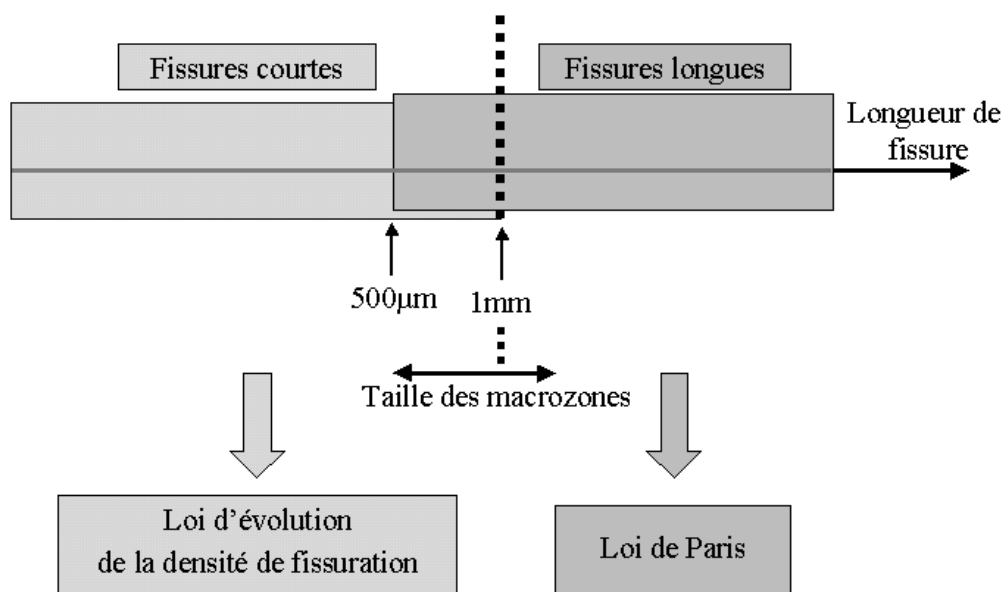 Fissures courtes
Fissures longues
Longueur de
fissure
500µm
1mm
Taille des macrozones
Loi d’évolution
de la densité de fissuration
Loi de Paris